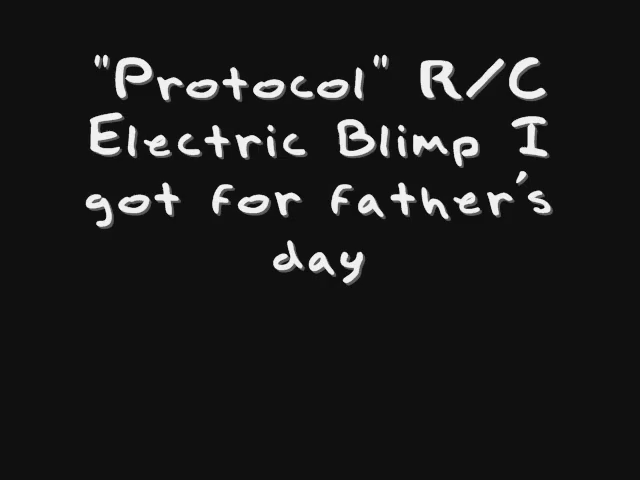 "Protocol" R/C
Electric Blimp I
got for father's
day